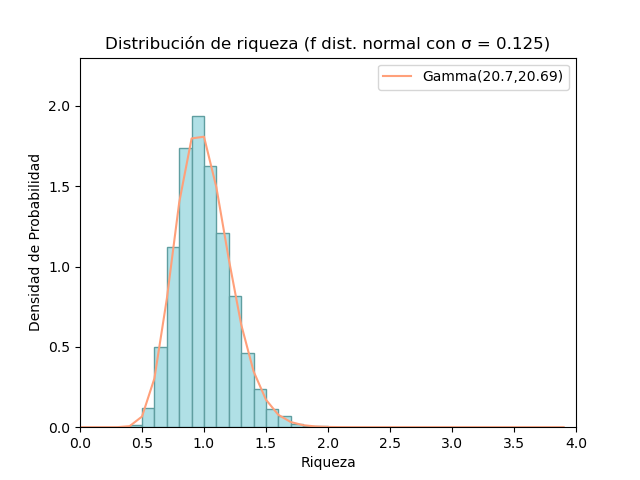 Distribución de riqueza (f dist. normal con σ = 0.125)
Gamma(20.7,20.69)
Densidad de Probabilidad
2.0
1.5
1.0
0.5
0.0
0.0 0.5 1.0 1.5 2.0 2.5 3.0 3.5 4.0
Riqueza